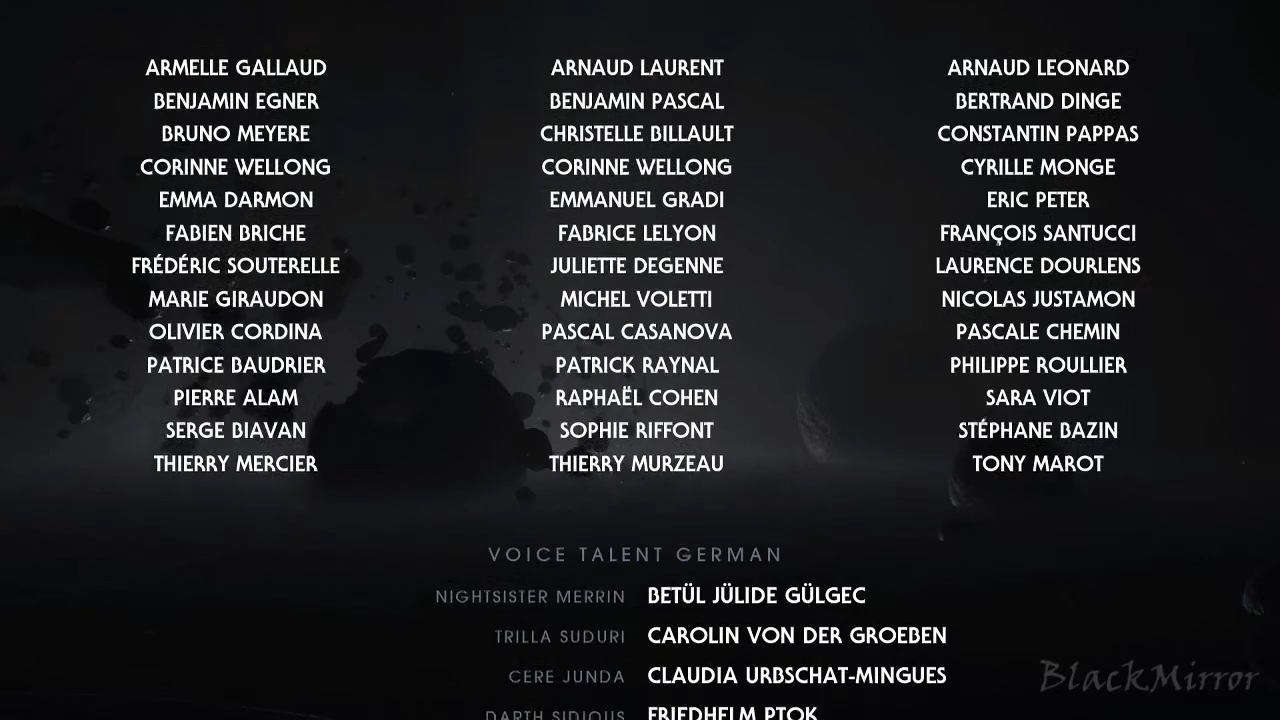 ARMELLE GALLAUD ARNAUD LAURENT ARNAUD LEONARD
BENJAMIN EGNER BENJAMIN PASCAL BERTRAND DINGE
BRUNO MEYERE CHRISTELLE BILLAULT CONSTANTIN PAPPAS
CORINNE WELLONG CORINNE WELLONG CYRILLE MONGE
EMMA DARMON EMMANUEL GRADI ERIC PETER
FABIEN BRICHE FABRICE LELYON FRANÇOIS SANTUCCI
FRÉDÉRIC SOUTERELLE JULIETTE DEGENNE LAURENCE DOURLENS
MARIE GIRAUDON MICHEL VOLETTI NICOLAS JUSTAMON
OLIVIER CORDINA PASCAL CASANOVA PASCALE CHEMIN
PATRICE BAUDRIER PATRICK RAYNAL PHILIPPE ROULLIER
PIERRE ALAM RAPHAËL COHEN SARA VIOT
SERGE BIAVAN SOPHIE RIFFONT STÉPHANE BAZIN
THIERRY MERCIER THIERRY MURZEAU TONY MAROT
VOICE TALENT GERMAN
NIGHTSISTER MERRIN BETÜL JÜLIDE GÜLGEC
TRILLA SUDURI CAROLIN VON DER GROEBEN
CERE JUNDA CLAUDIA URBSCHAT-MINGUES
DARTH SIDIOUS FRIEDHELM PTOK
BlackMirror